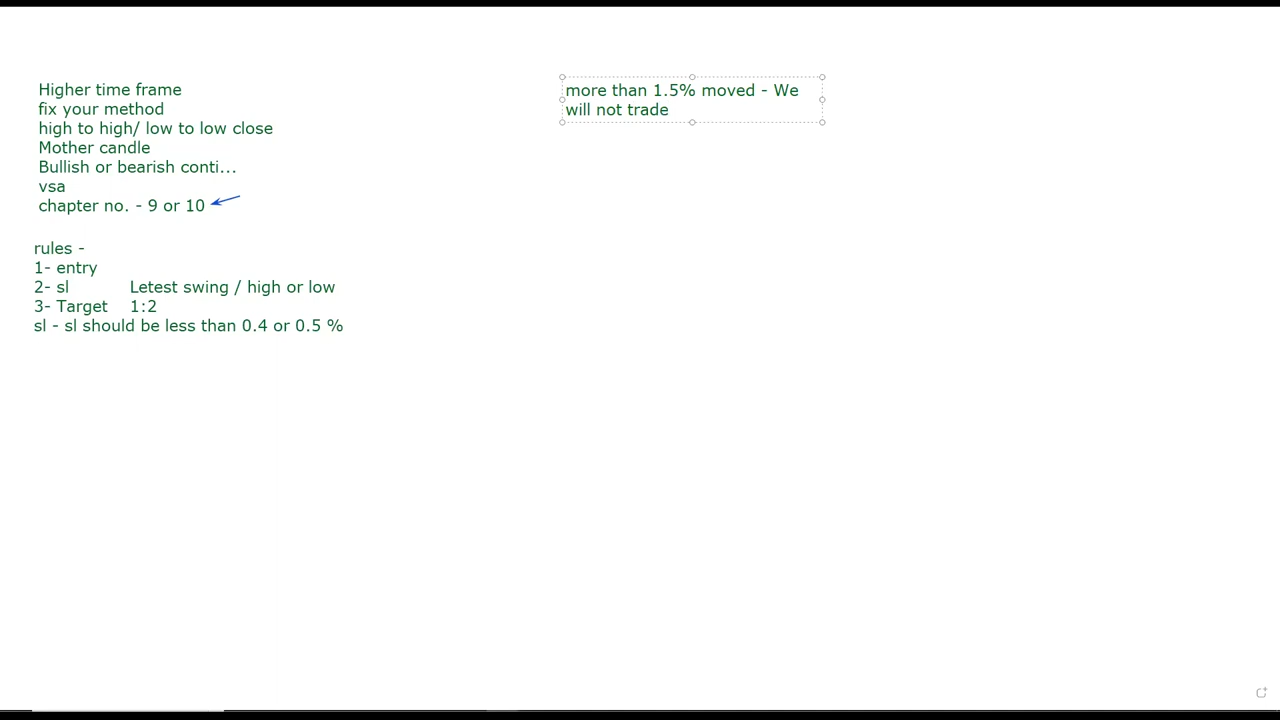 Higher time frame
fix your method
high to high/ low to low close
Mother candle
Bullish or bearish conti...
vsa
chapter no. - 9 or 10
rules -
1- entry
2- sl Letest swing / high or low
3- Target 1:2
sl - sl should be less than 0.4 or 0.5 %
more than 1.5% moved - We
will not trade